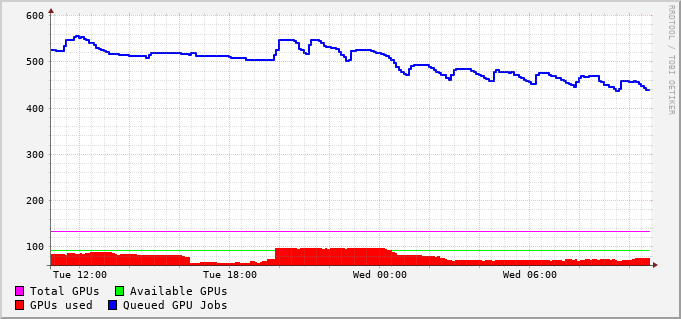 600
500
400
300
200
100
Tue 12:00 Tue 18:00 Wed 00:00 Wed 06:00
Total GPUs Available GPUs
GPUs used Queued GPU Jobs
RRDTOOL / TOBI OETIKER